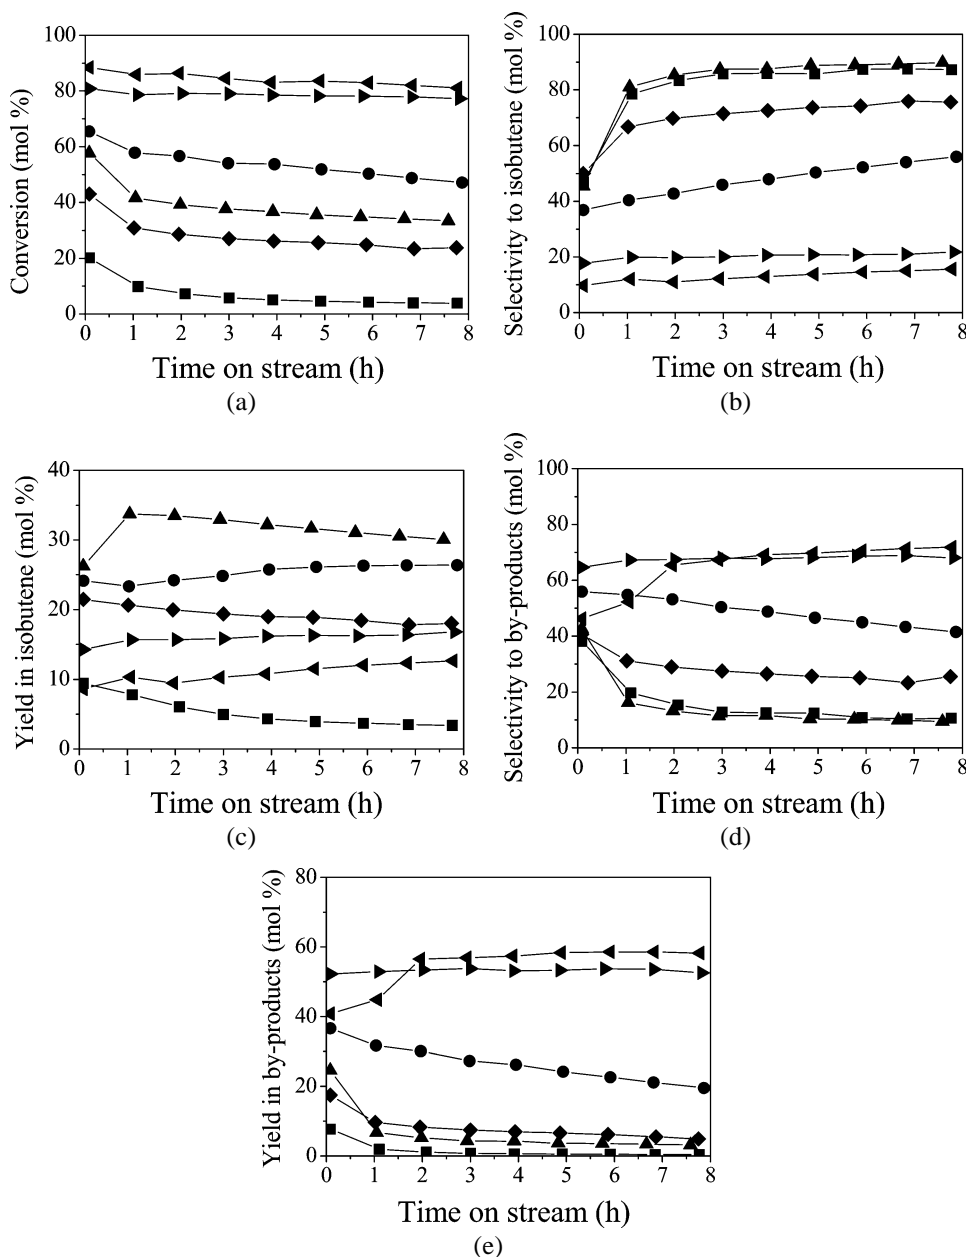 Conversion (mol %)
100
80
60
40
20
0
0 1 2 3 4 5 6 7 8
Time on stream (h)
(a)
Selectivity to isobutene (mol %)
100
80
60
40
20
0
0 1 2 3 4 5 6 7 8
Time on stream (h)
(b)
Yield in isobutene (mol %)
40
30
20
10
0
0 1 2 3 4 5 6 7 8
Time on stream (h)
(c)
Selectivity to by-products (mol %)
100
80
60
40
20
0
0 1 2 3 4 5 6 7 8
Time on stream (h)
(d)
Yield in by-products (mol %)
80
60
40
20
0
0 1 2 3 4 5 6 7 8
Time on stream (h)
(e)